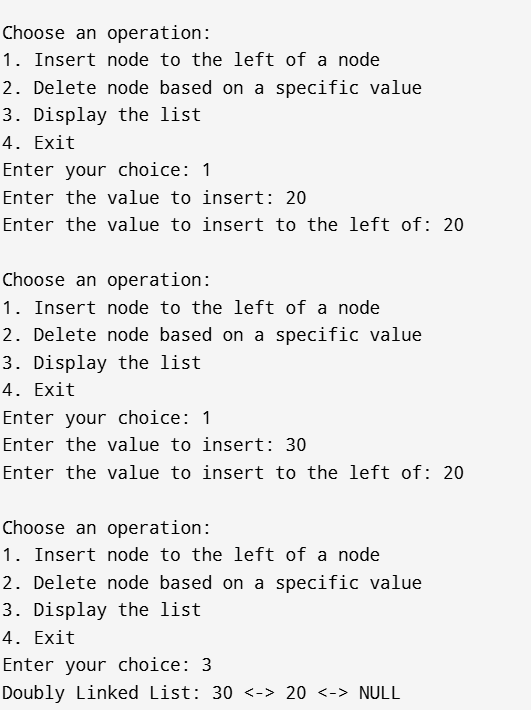 Choose an operation:
1. Insert node to the left of a node
2. Delete node based on a specific value
3. Display the list
4. Exit
Enter your choice: 1
Enter the value to insert: 20
Enter the value to insert to the left of: 20
Choose an operation:
1. Insert node to the left of a node
2. Delete node based on a specific value
3. Display the list
4. Exit
Enter your choice: 1
Enter the value to insert: 30
Enter the value to insert to the left of: 20
Choose an operation:
1. Insert node to the left of a node
2. Delete node based on a specific value
3. Display the list
4. Exit
Enter your choice: 3
Doubly Linked List: 30 <-> 20 <-> NULL